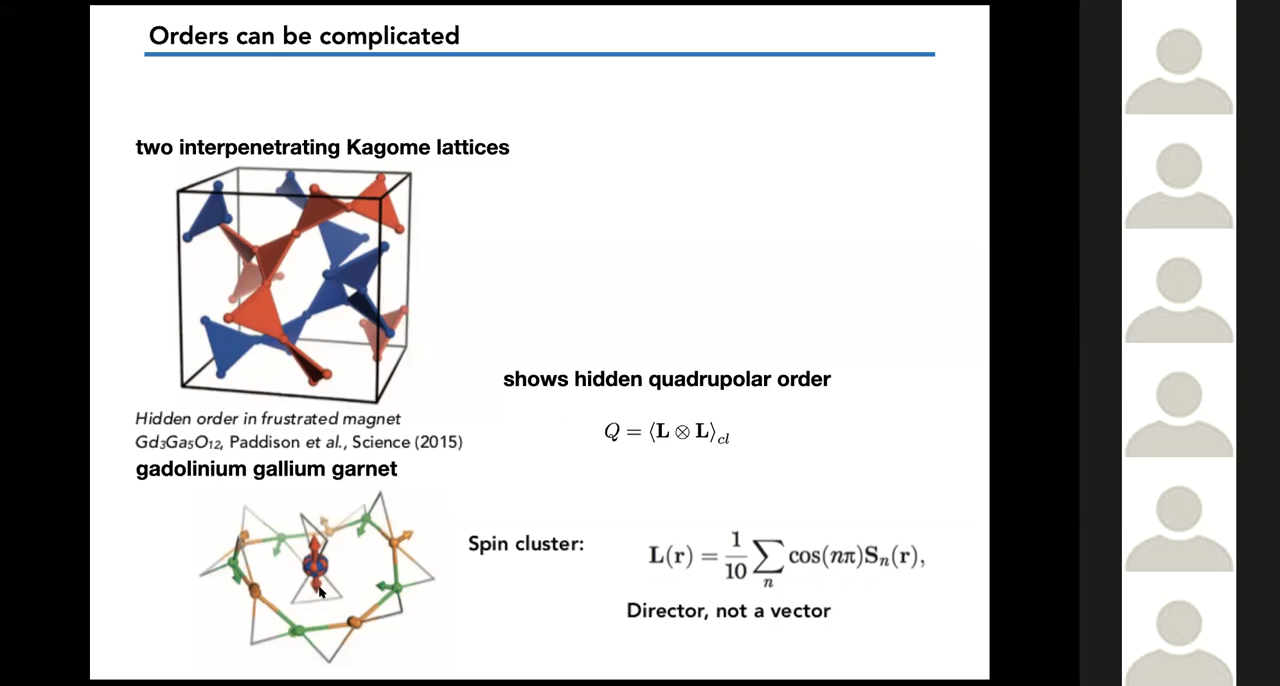 Orders can be complicated
two interpenetrating Kagome lattices
Hidden order in frustrated magnet
Gd₃Ga₅O₁₂, Paddison et al., Science (2015)
gadolinium gallium garnet
shows hidden quadrupolar order
Q = ⟨L ⊗ L⟩_cl
Spin cluster:
L(r) = 1/10 ∑_n cos(nπ)S_n(r),
Director, not a vector